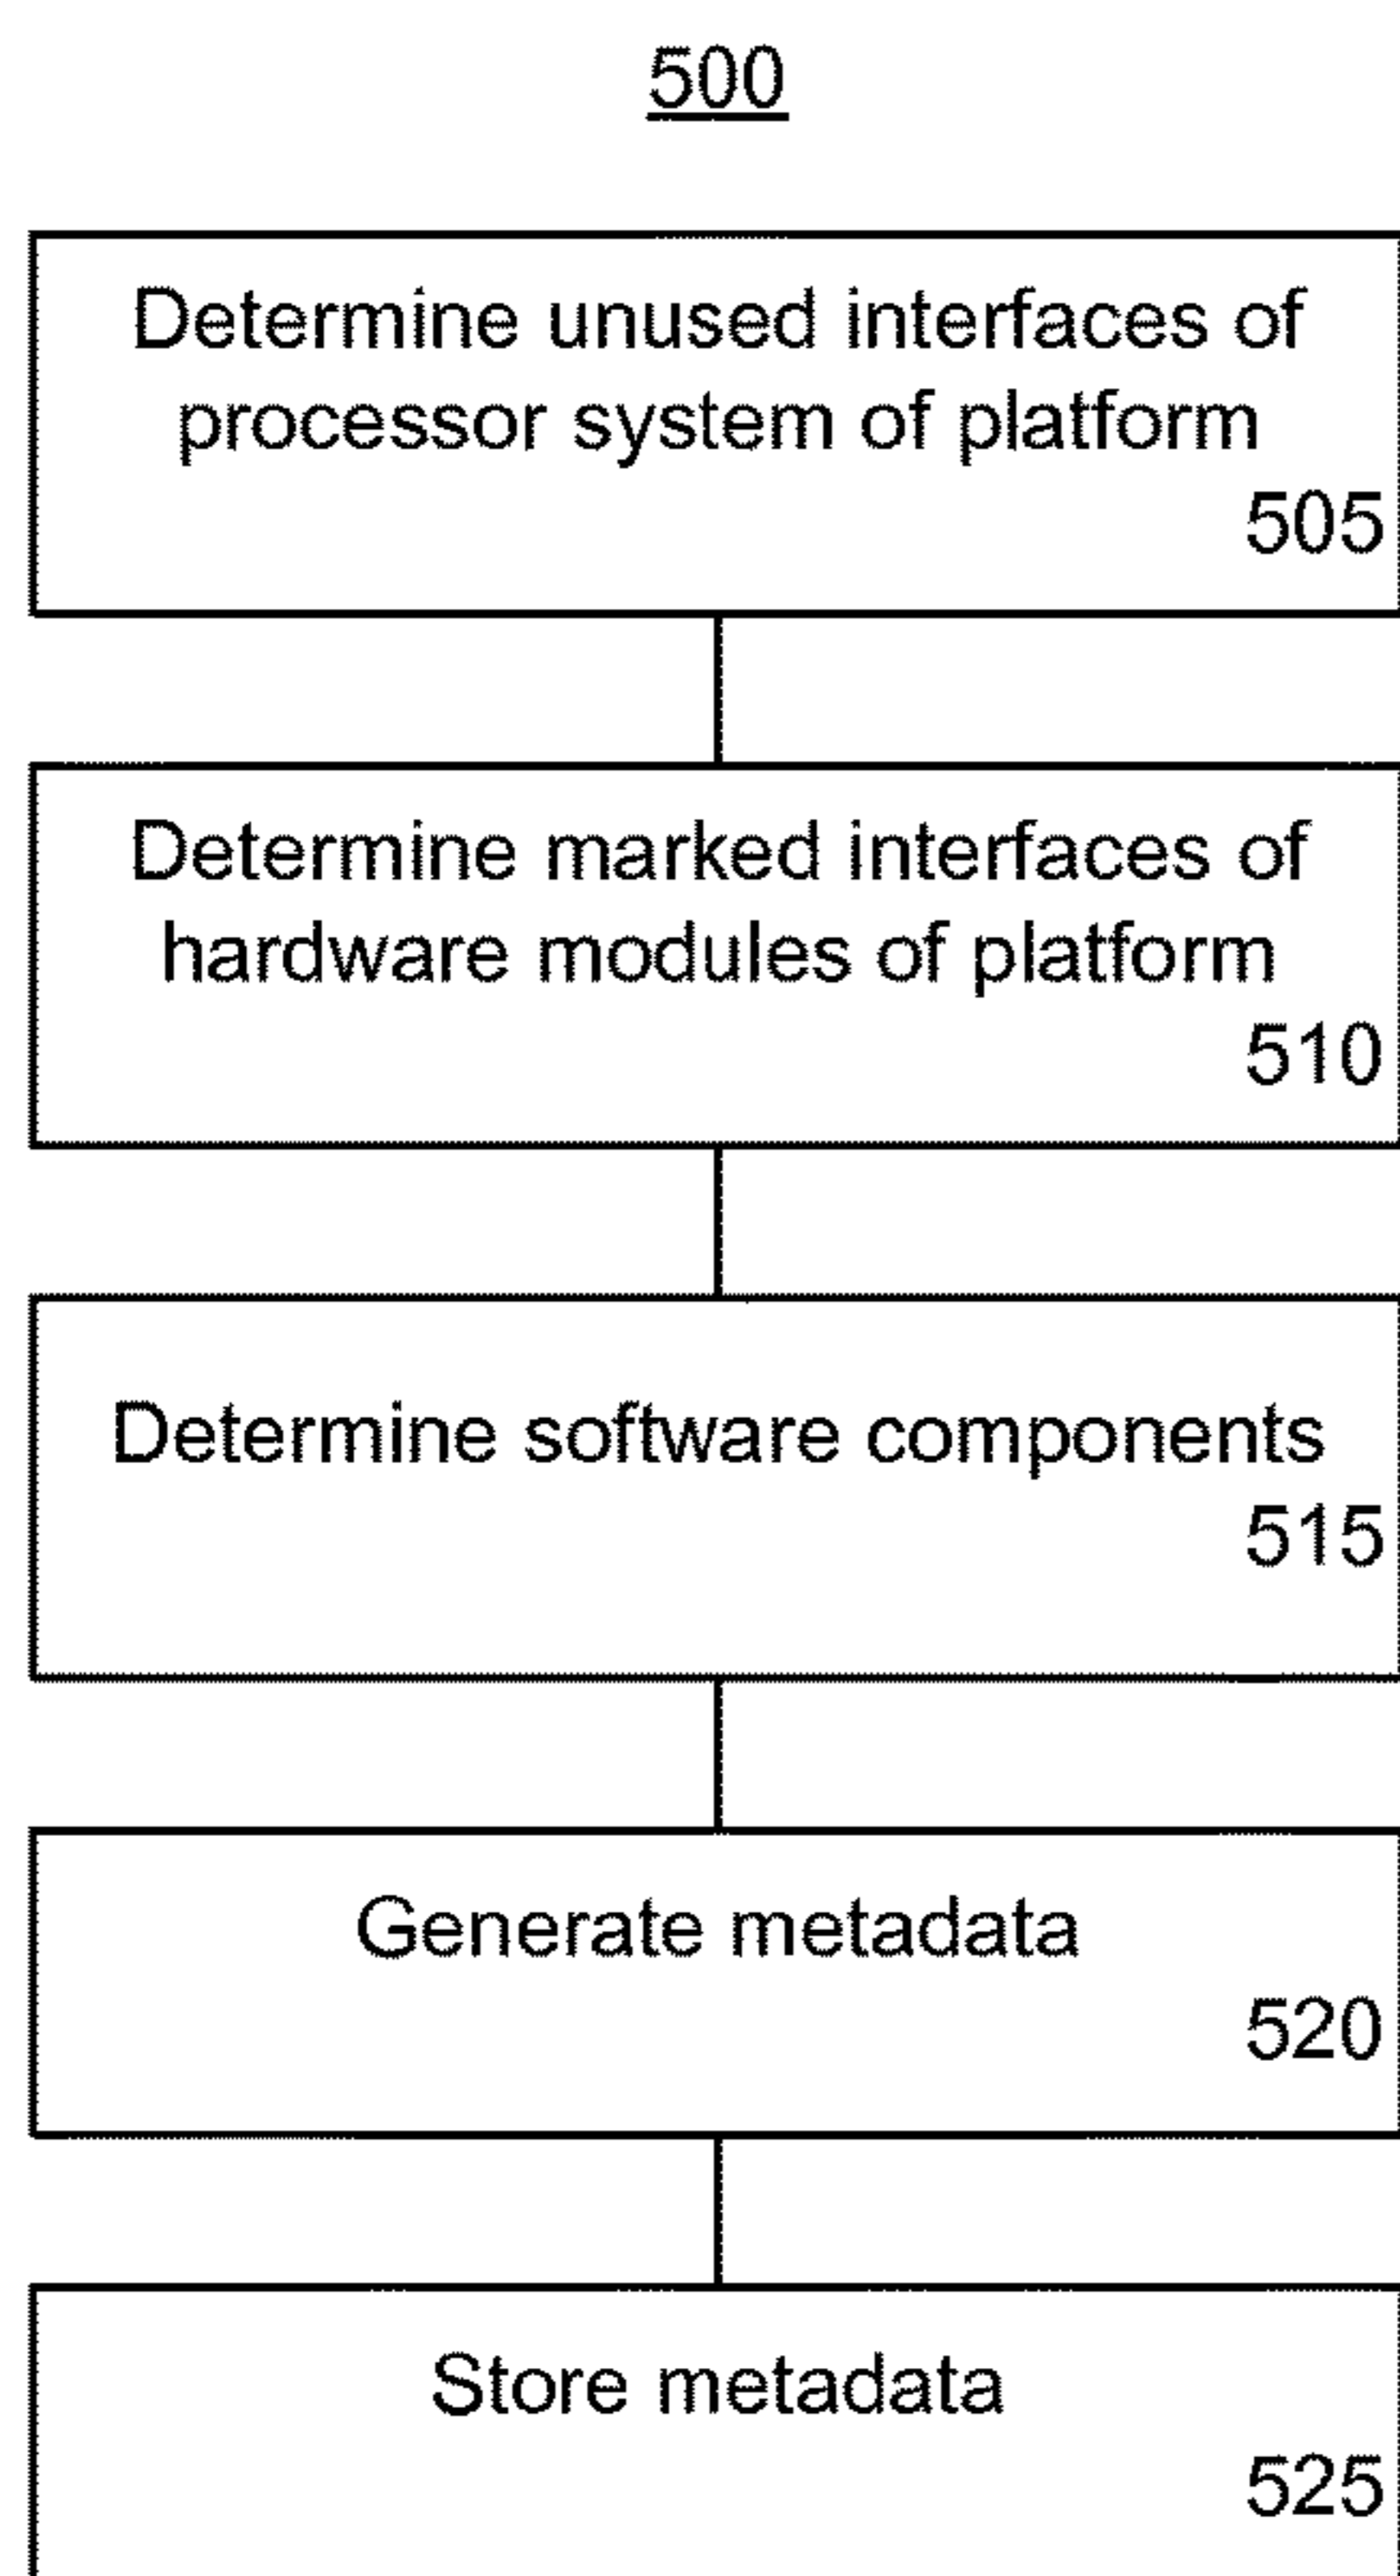 500
Determine unused interfaces of
processor system of platform
505
Determine marked interfaces of
hardware modules of platform
510
Determine software components
515
Generate metadata
520
Store metadata
525